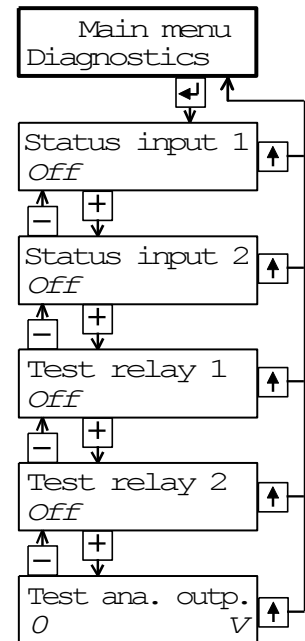 Main menu
Diagnostics
Status input 1
Off
− +
Status input 2
Off
− +
Test relay 1
Off
− +
Test relay 2
Off
− +
Test ana. outp.
0 V